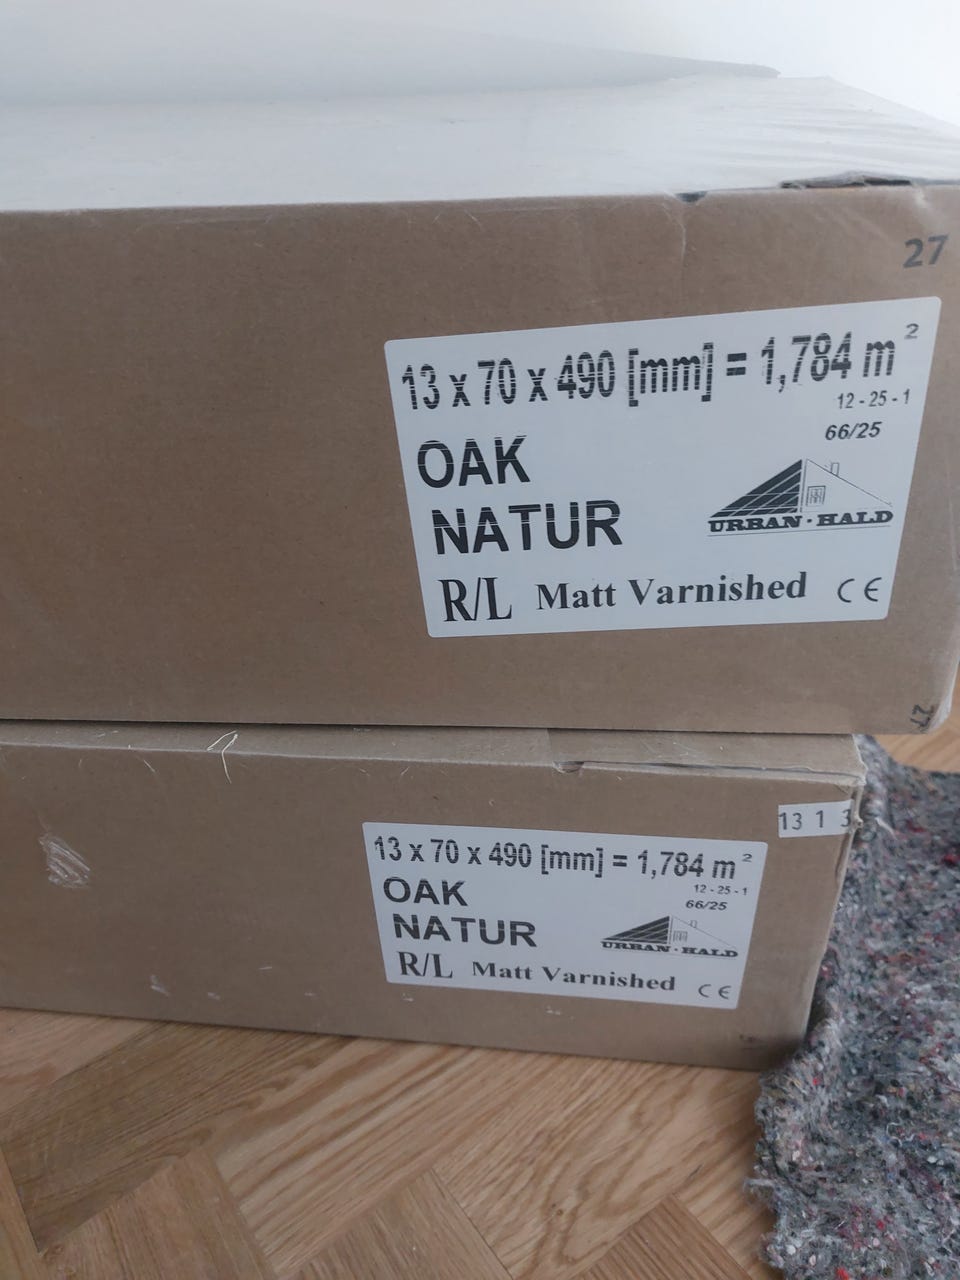 27
13 x 70 x 490 [mm] = 1,784 m²
12 - 25 - 1
66/25
OAK
NATUR
URBAN · HALD
R/L Matt Varnished CE
27
13 1 3
13 x 70 x 490 [mm] = 1,784 m²
12 - 25 - 1
OAK
66/25
NATUR
URBAN · HALD
R/L Matt Varnished CE